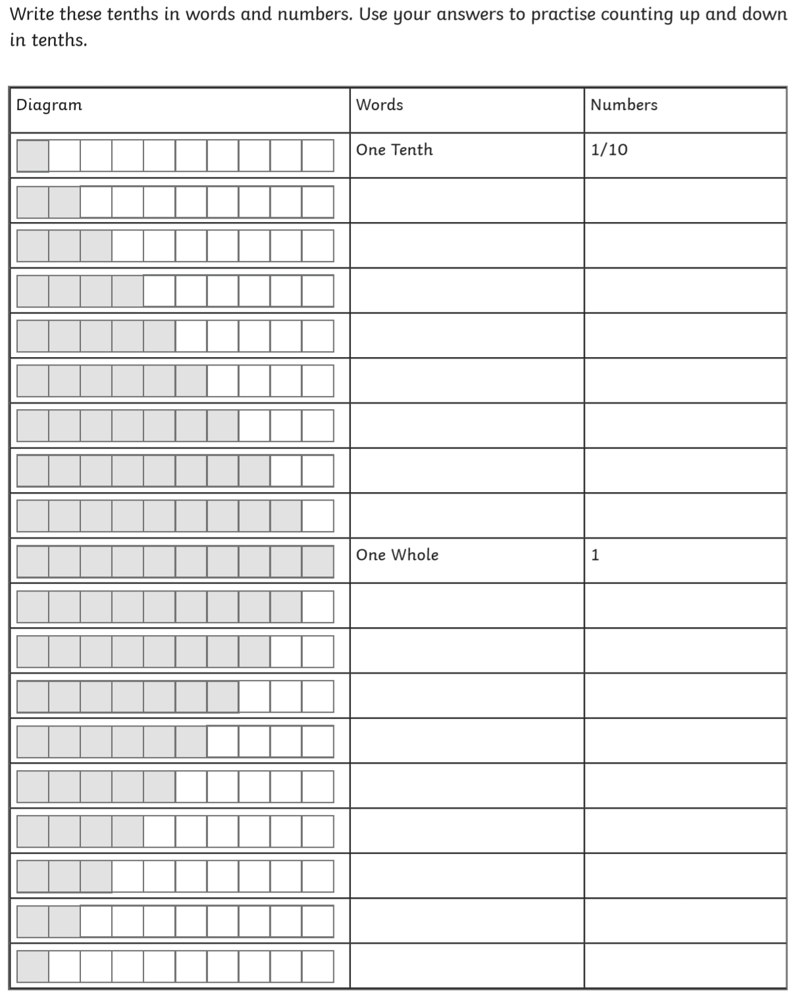 Write these tenths in words and numbers. Use your answers to practise counting up and down
in tenths.
Diagram Words Numbers
One Tenth 1/10
One Whole 1